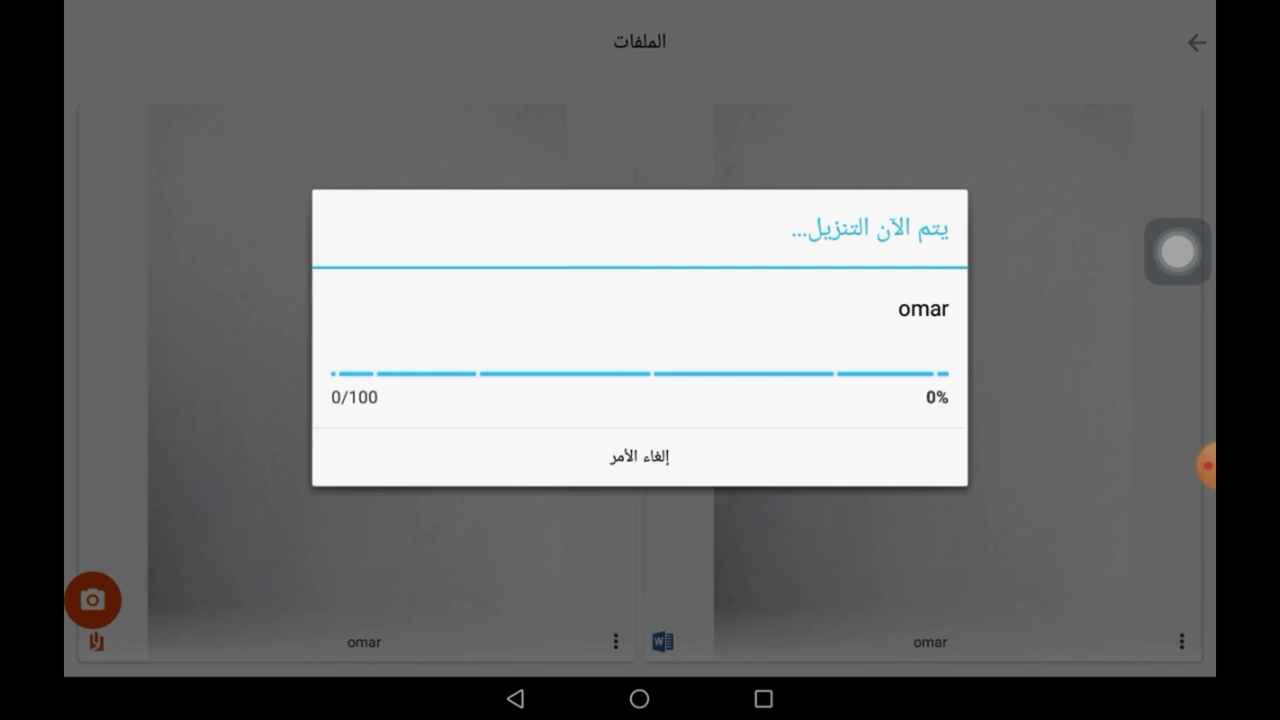 الملفات
يتم الآن التنزيل...
omar
0/100
0%
إلغاء الأمر
omar
omar
W